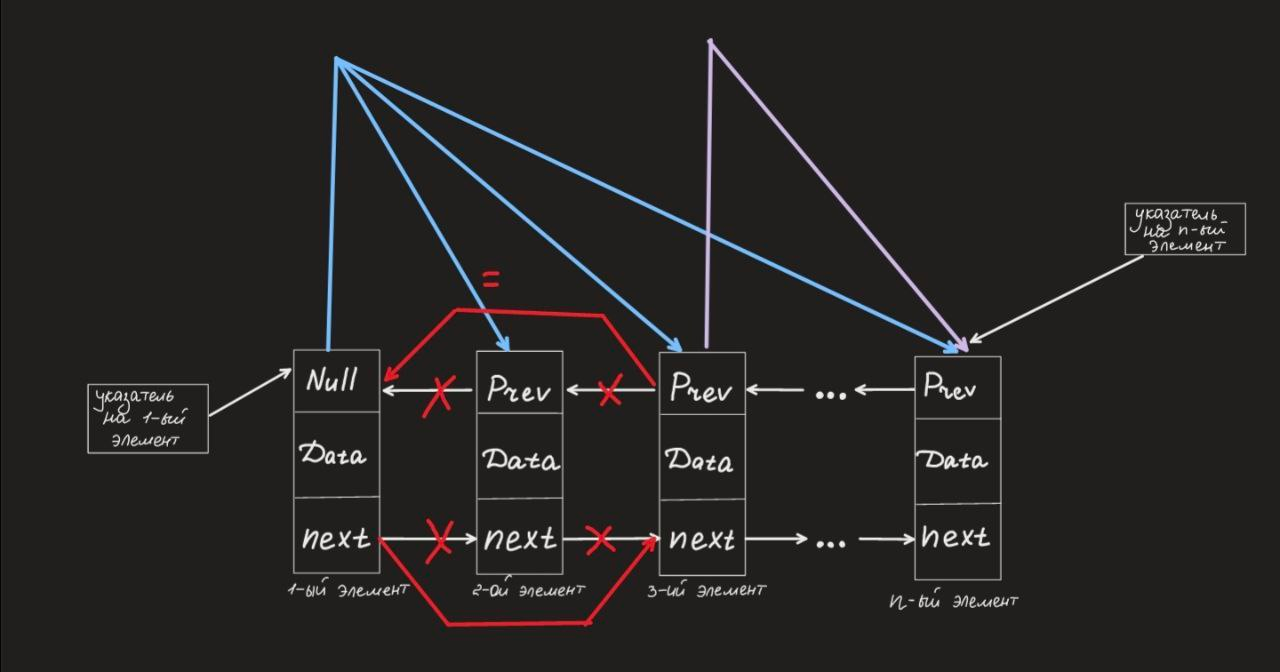 указатель
на n-ый
элемент
=
указатель
на 1-ый
элемент
Null
Prev
Prev
...
Prev
Data
Data
Data
Data
next
next
next
...
next
1-ый элемент
2-ой элемент
3-ий элемент
n-ый элемент